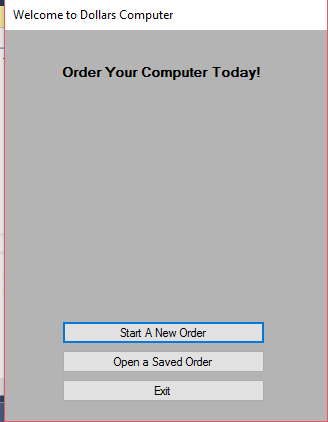 Welcome to Dollars Computer
Order Your Computer Today!
Start A New Order
Open a Saved Order
Exit